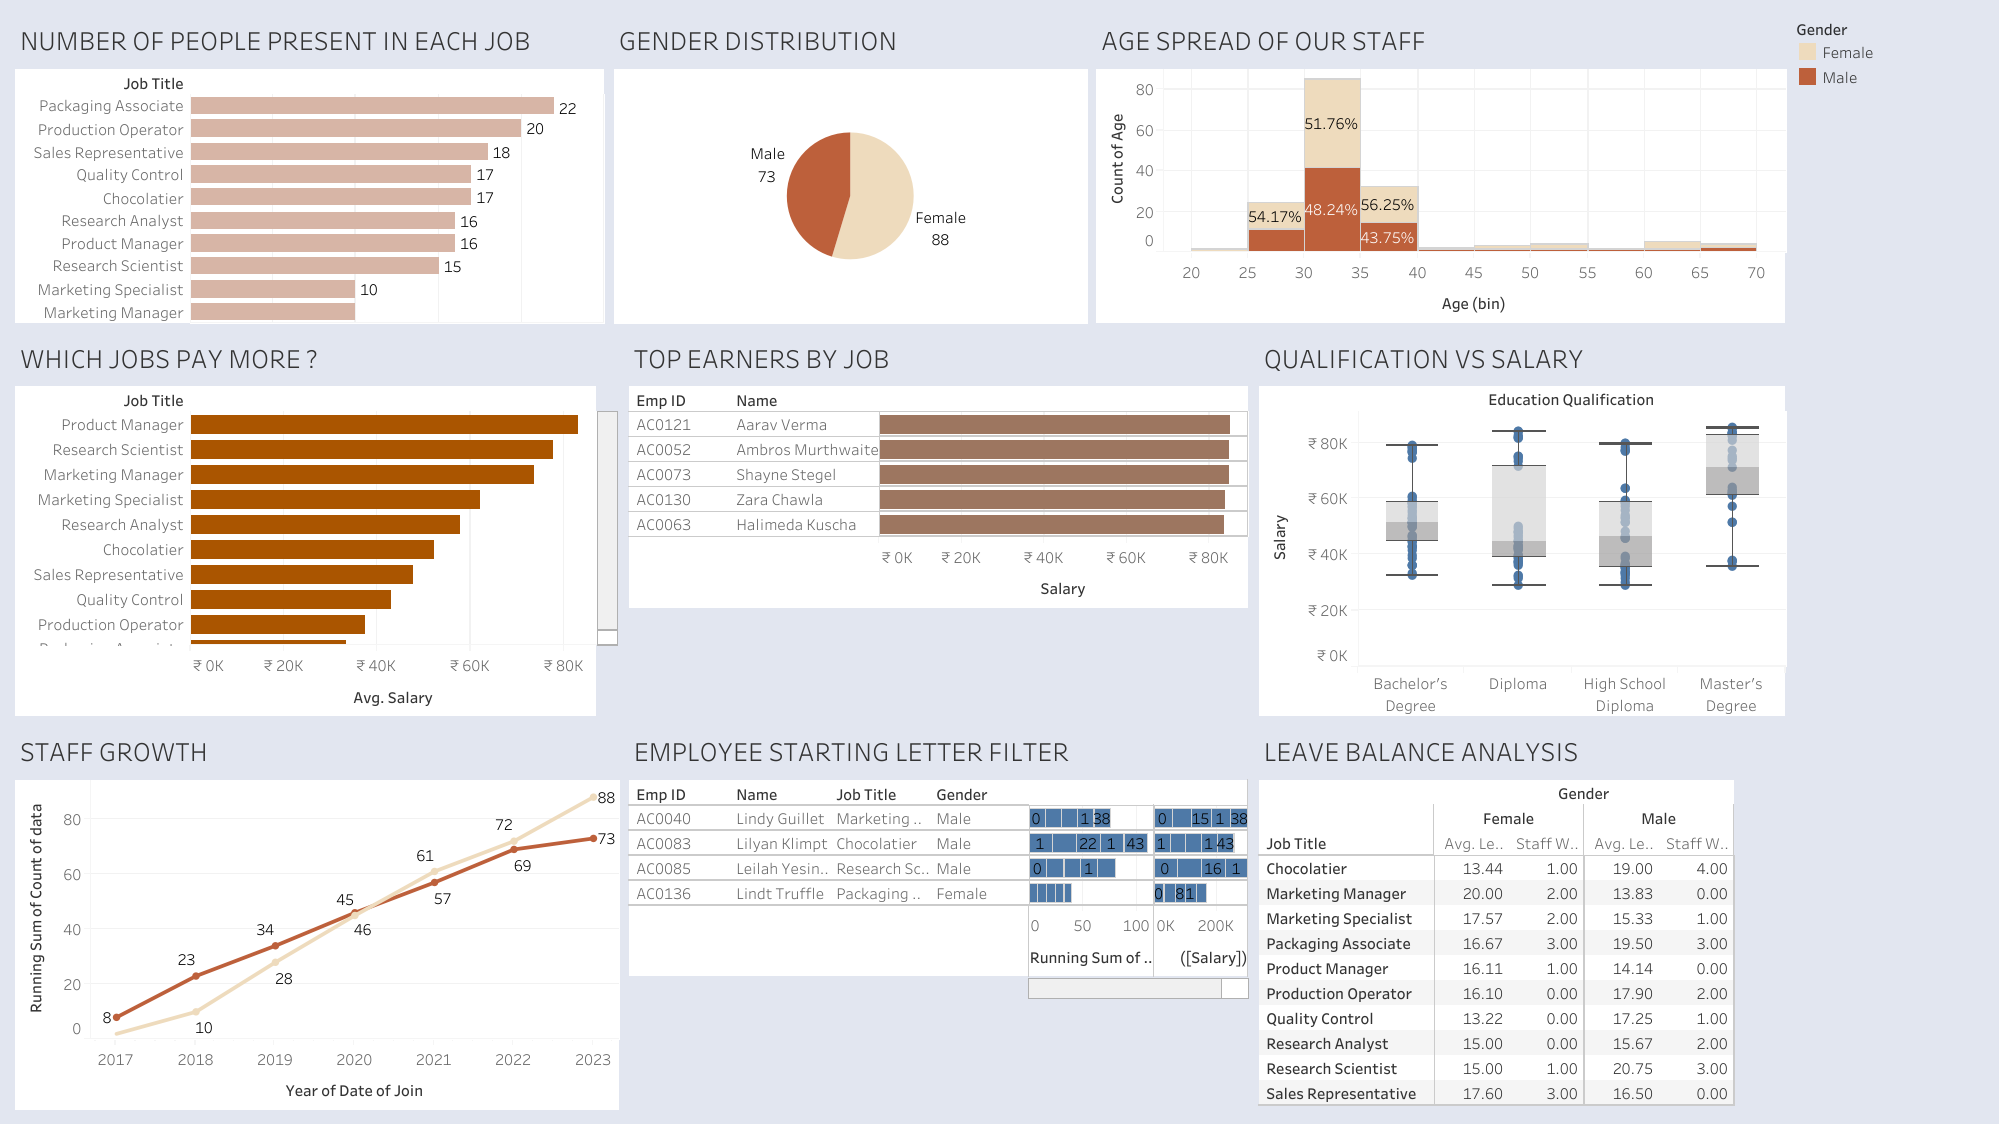 NUMBER OF PEOPLE PRESENT IN EACH JOB
Job Title
Packaging Associate 22
Production Operator 20
Sales Representative 18
Quality Control 17
Chocolatier 17
Research Analyst 16
Product Manager 16
Research Scientist 15
Marketing Specialist 10
Marketing Manager
GENDER DISTRIBUTION
Male
73
Female
88
AGE SPREAD OF OUR STAFF
Gender
Female
Male
Count of Age
80
60
40
20
0
51.76%
48.24%
54.17%
56.25%
43.75%
20 25 30 35 40 45 50 55 60 65 70
Age (bin)
WHICH JOBS PAY MORE ?
Job Title
Product Manager
Research Scientist
Marketing Manager
Marketing Specialist
Research Analyst
Chocolatier
Sales Representative
Quality Control
Production Operator
₹ 0K ₹ 20K ₹ 40K ₹ 60K ₹ 80K
Avg. Salary
TOP EARNERS BY JOB
Emp ID Name
AC0121 Aarav Verma
AC0052 Ambros Murthwaite
AC0073 Shayne Stegel
AC0130 Zara Chawla
AC0063 Halimeda Kuscha
₹ 0K ₹ 20K ₹ 40K ₹ 60K ₹ 80K
Salary
QUALIFICATION VS SALARY
Education Qualification
Salary
₹ 80K
₹ 60K
₹ 40K
₹ 20K
₹ 0K
Bachelor's Diploma High School Master's
Degree Diploma Degree
STAFF GROWTH
Running Sum of Count of data
80
60
40
20
0
8
23
10
34
28
45
46
61
57
72
69
88
73
2017 2018 2019 2020 2021 2022 2023
Year of Date of Join
EMPLOYEE STARTING LETTER FILTER
Emp ID Name Job Title Gender
AC0040 Lindy Guillet Marketing .. Male 0 1 38 0 15 1 38
AC0083 Lilyan Klimpt Chocolatier Male 1 22 1 43 1 1 43
AC0085 Leilah Yesin.. Research Sc.. Male 0 1 0 16 1
AC0136 Lindt Truffle Packaging .. Female 0 8 1
0 50 100 0K 200K
Running Sum of .. ([Salary])
LEAVE BALANCE ANALYSIS
Gender
Female Male
Job Title Avg. Le.. Staff W.. Avg. Le.. Staff W..
Chocolatier 13.44 1.00 19.00 4.00
Marketing Manager 20.00 2.00 13.83 0.00
Marketing Specialist 17.57 2.00 15.33 1.00
Packaging Associate 16.67 3.00 19.50 3.00
Product Manager 16.11 1.00 14.14 0.00
Production Operator 16.10 0.00 17.90 2.00
Quality Control 13.22 0.00 17.25 1.00
Research Analyst 15.00 0.00 15.67 2.00
Research Scientist 15.00 1.00 20.75 3.00
Sales Representative 17.60 3.00 16.50 0.00